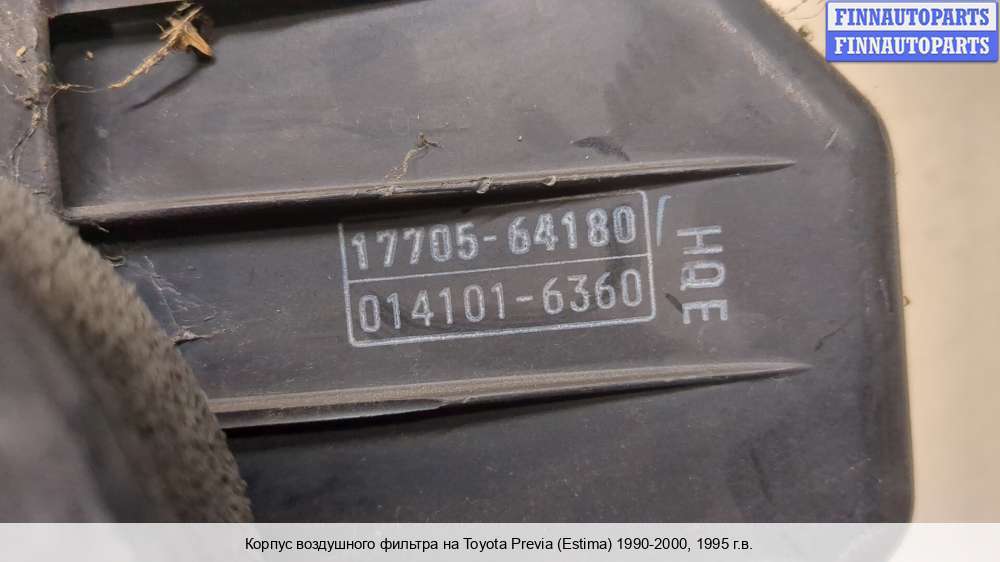 FINNAUTOPARTS
FINNAUTOPARTS
17705-64180
014101-6360
HQE
Корпус воздушного фильтра на Toyota Previa (Estima) 1990-2000, 1995 г.в.